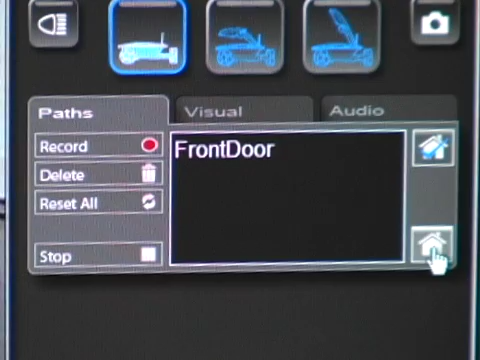 Paths
Visual
Audio
Record
FrontDoor
Delete
Reset All
Stop